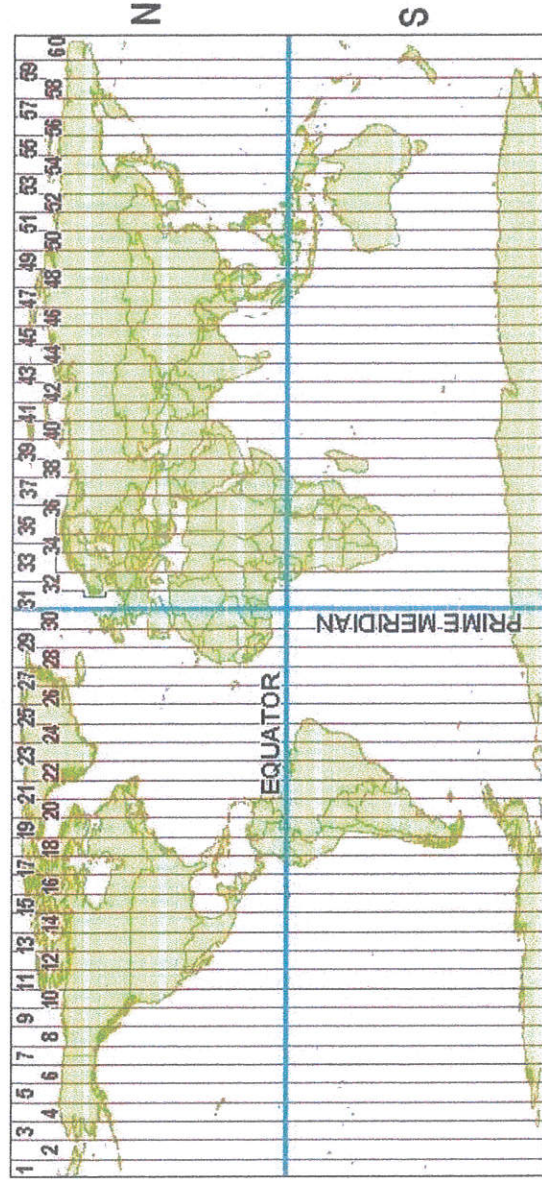 1 3 5 7 9 11 13 15 17 19 21 23 25 27 29 31 33 35 37 39 41 43 45 47 49 51 53 55 57 59
2 4 6 8 10 12 14 16 18 20 22 24 26 28 30 32 34 36 38 40 42 44 46 48 50 52 54 56 58 60
N
EQUATOR
PRIME MERIDIAN
S